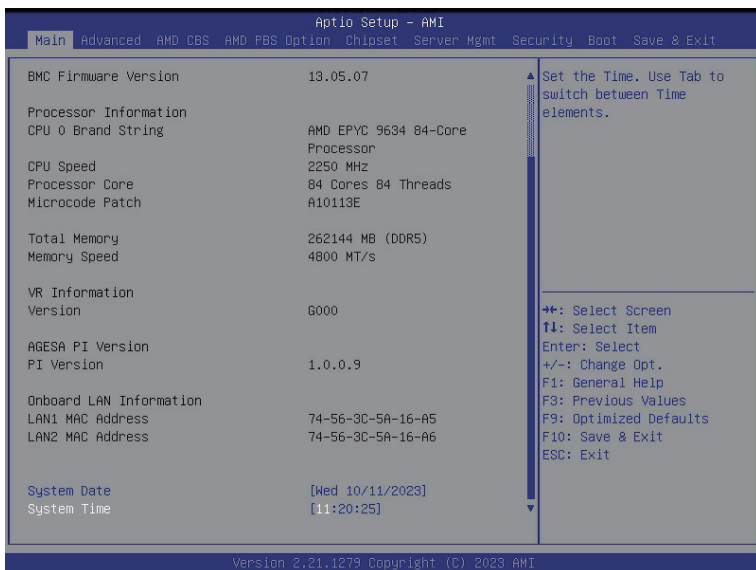 Aptio Setup – AMI
Main Advanced AMD CBS AMD PBS Option Chipset Server Mgmt Security Boot Save & Exit
BMC Firmware Version 13.05.07
Processor Information
CPU 0 Brand String AMD EPYC 9634 84-Core
Processor
CPU Speed 2250 MHz
Processor Core 84 Cores 84 Threads
Microcode Patch A10113E
Total Memory 262144 MB (DDR5)
Memory Speed 4800 MT/s
VR Information
Version G000
AGESA PI Version
PI Version 1.0.0.9
Onboard LAN Information
LAN1 MAC Address 74-56-3C-5A-16-A5
LAN2 MAC Address 74-56-3C-5A-16-A6
System Date [Wed 10/11/2023]
System Time [11:20:25]
Set the Time. Use Tab to
switch between Time
elements.
→←: Select Screen
↑↓: Select Item
Enter: Select
+/-: Change Opt.
F1: General Help
F3: Previous Values
F9: Optimized Defaults
F10: Save & Exit
ESC: Exit
Version 2.21.1279 Copyright (C) 2023 AMI